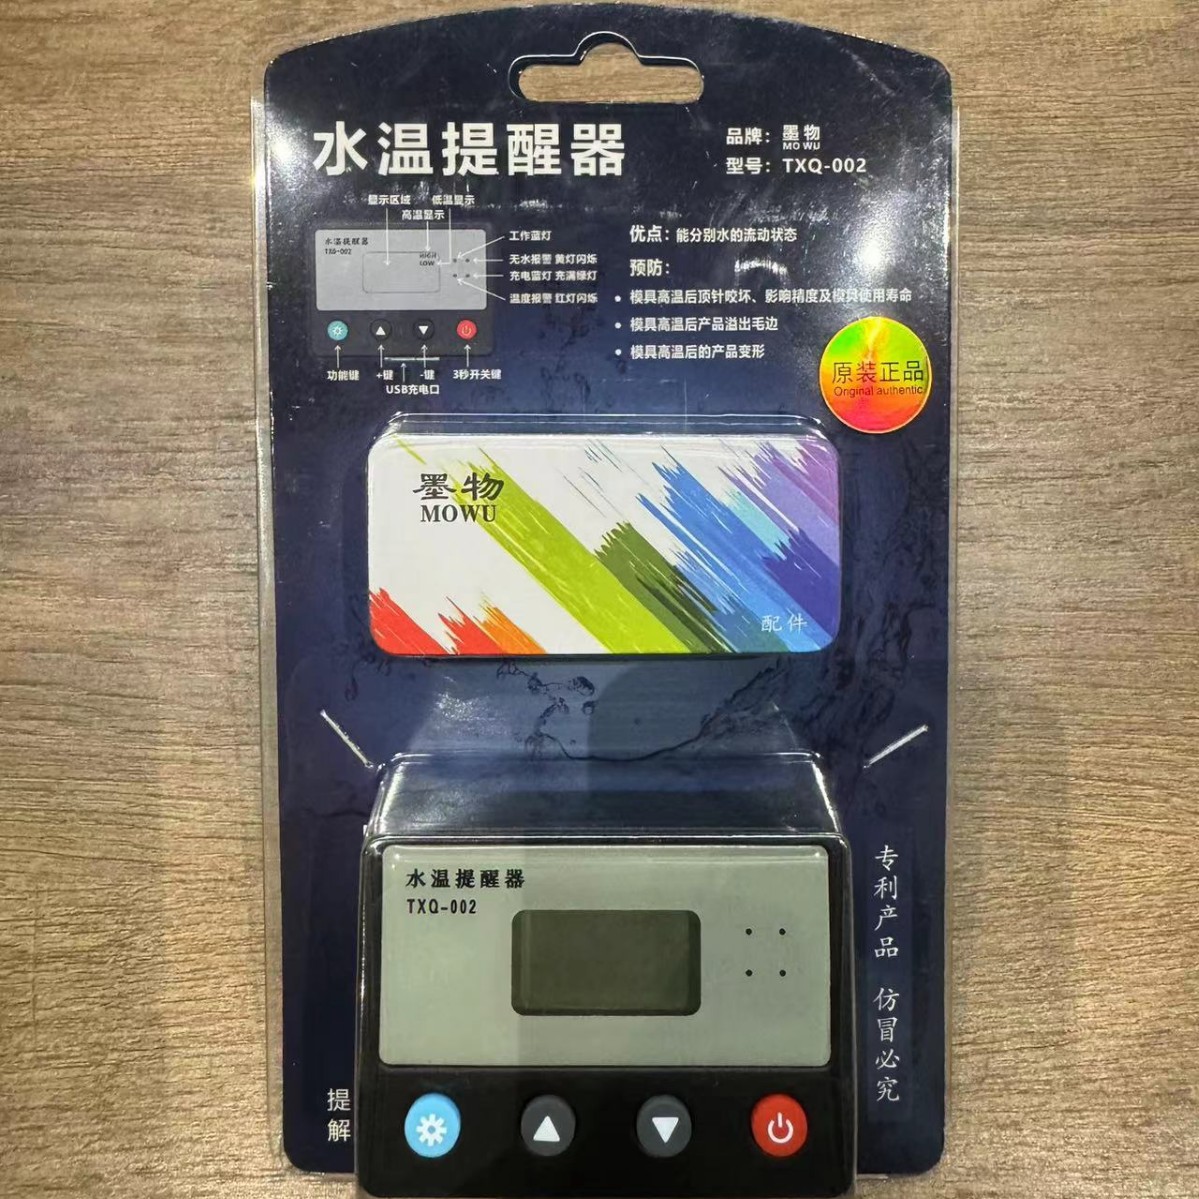 水温提醒器
品牌：墨物
MO WU
型号：TXQ-002
显示区域
低温显示
高温显示
水温提醒器
TXQ-002
HIGH
LOW
工作蓝灯
无水报警 黄灯闪烁
充电蓝灯 充满绿灯
温度报警 红灯闪烁
功能键
+键
-键
3秒开关键
USB充电口
优点：能分别水的流动状态
预防：
• 模具高温后顶针咬坏、影响精度及模具使用寿命
• 模具高温后产品溢出毛边
• 模具高温后的产品变形
原装正品
Original authentic
墨物
MOWU
配件
水温提醒器
TXQ-002
专利产品 仿冒必究
提
解